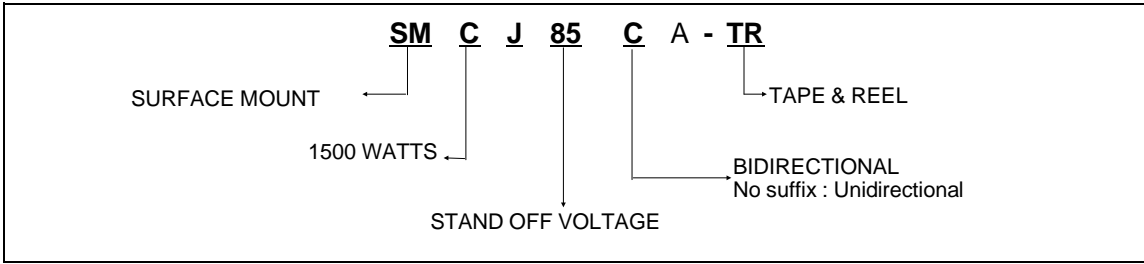 SM C J 85 C A - TR
SURFACE MOUNT
TAPE & REEL
1500 WATTS
BIDIRECTIONAL
No suffix : Unidirectional
STAND OFF VOLTAGE